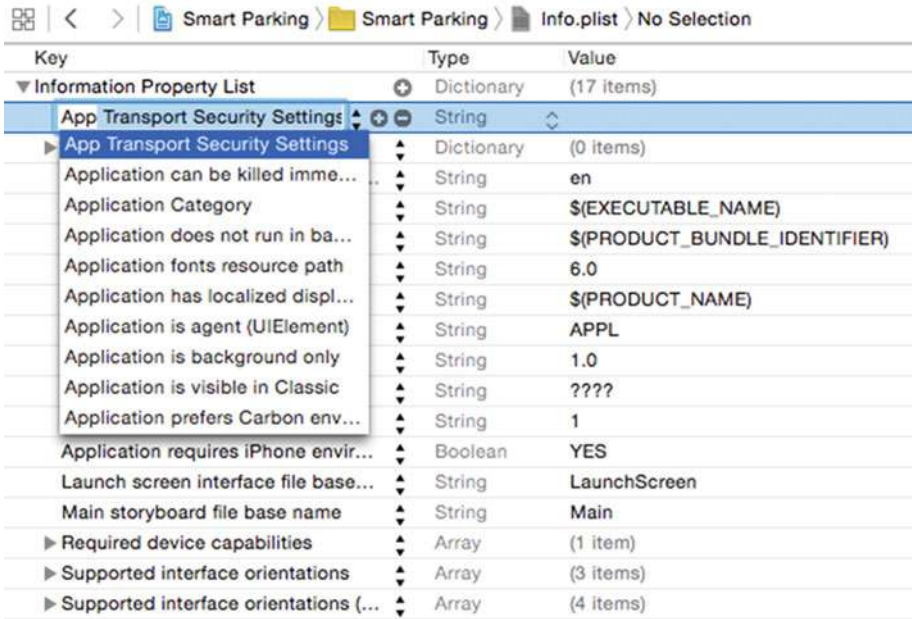 Smart Parking Smart Parking Info.plist No Selection
Key Type Value
Information Property List Dictionary (17 items)
App Transport Security Settings String
App Transport Security Settings Dictionary (0 items)
Application can be killed imme... .. String en
Application Category String $(EXECUTABLE_NAME)
Application does not run in ba... String $(PRODUCT_BUNDLE_IDENTIFIER)
Application fonts resource path String 6.0
Application has localized displ... String $(PRODUCT_NAME)
Application is agent (UIElement) String APPL
Application is background only String 1.0
Application is visible in Classic String ????
Application prefers Carbon env... String 1
Application requires iPhone envir... Boolean YES
Launch screen interface file base... String LaunchScreen
Main storyboard file base name String Main
Required device capabilities Array (1 item)
Supported interface orientations Array (3 items)
Supported interface orientations (... Array (4 items)